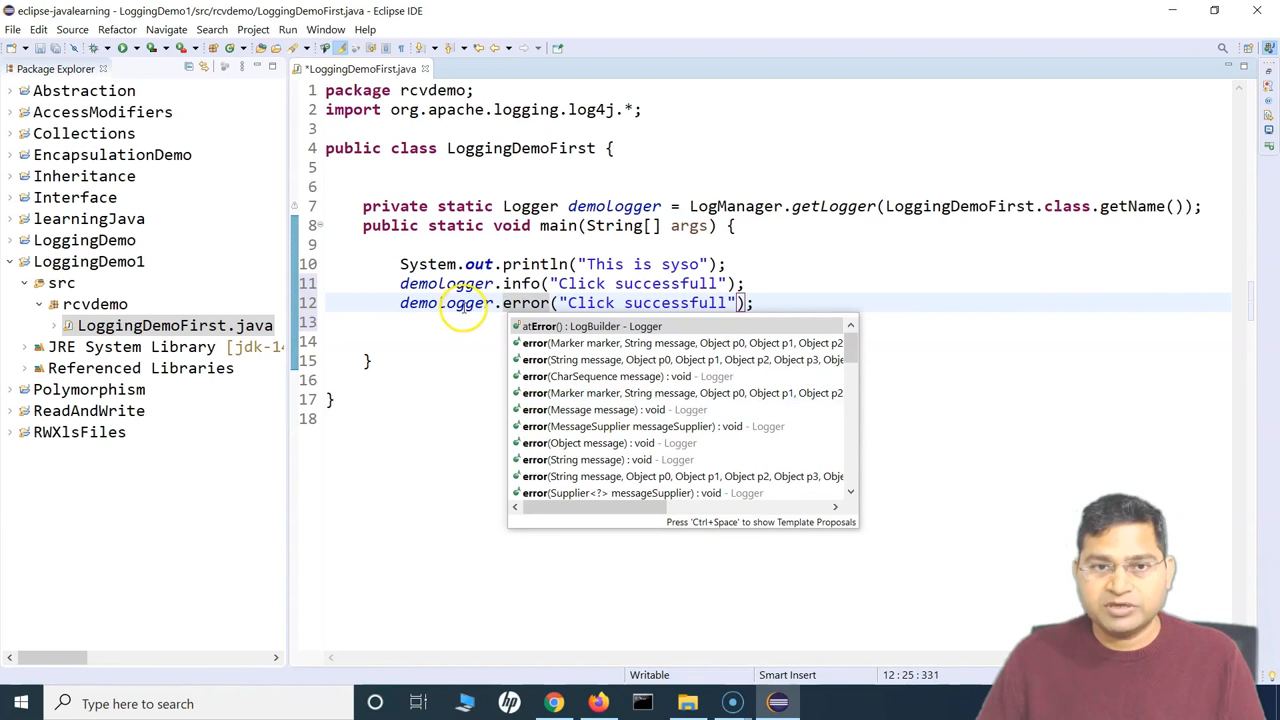 eclipse-javalearning - LoggingDemo1/src/rcvdemo/LoggingDemoFirst.java - Eclipse IDE
File Edit Source Refactor Navigate Search Project Run Window Help
Package Explorer
*LoggingDemoFirst.java
Abstraction
AccessModifiers
Collections
EncapsulationDemo
Inheritance
Interface
learningJava
LoggingDemo
LoggingDemo1
src
rcvdemo
LoggingDemoFirst.java
JRE System Library [jdk-14
Referenced Libraries
Polymorphism
ReadAndWrite
RWXlsFiles
1 package rcvdemo;
2 import org.apache.logging.log4j.*;
3
4 public class LoggingDemoFirst {
5
6
7 private static Logger demologger = LogManager.getLogger(LoggingDemoFirst.class.getName());
8 public static void main(String[] args) {
9
10 System.out.println("This is syso");
11 demologger.info("Click successfull");
12 demologger.error("Click successfull");
13
14
15 }
16
17 }
18
atError() : LogBuilder - Logger
error(Marker marker, String message, Object p0, Object p1, Object p2
error(String message, Object p0, Object p1, Object p2, Object p3, Obje
error(CharSequence message) : void - Logger
error(Marker marker, String message, Object p0, Object p1, Object p2
error(Message message) : void - Logger
error(MessageSupplier messageSupplier) : void - Logger
error(Object message) : void - Logger
error(String message) : void - Logger
error(String message, Object p0, Object p1, Object p2, Object p3, Obje
error(Supplier<?> messageSupplier) : void - Logger
Press 'Ctrl+Space' to show Template Proposals
Writable Smart Insert 12 : 25 : 331
Type here to search
hp